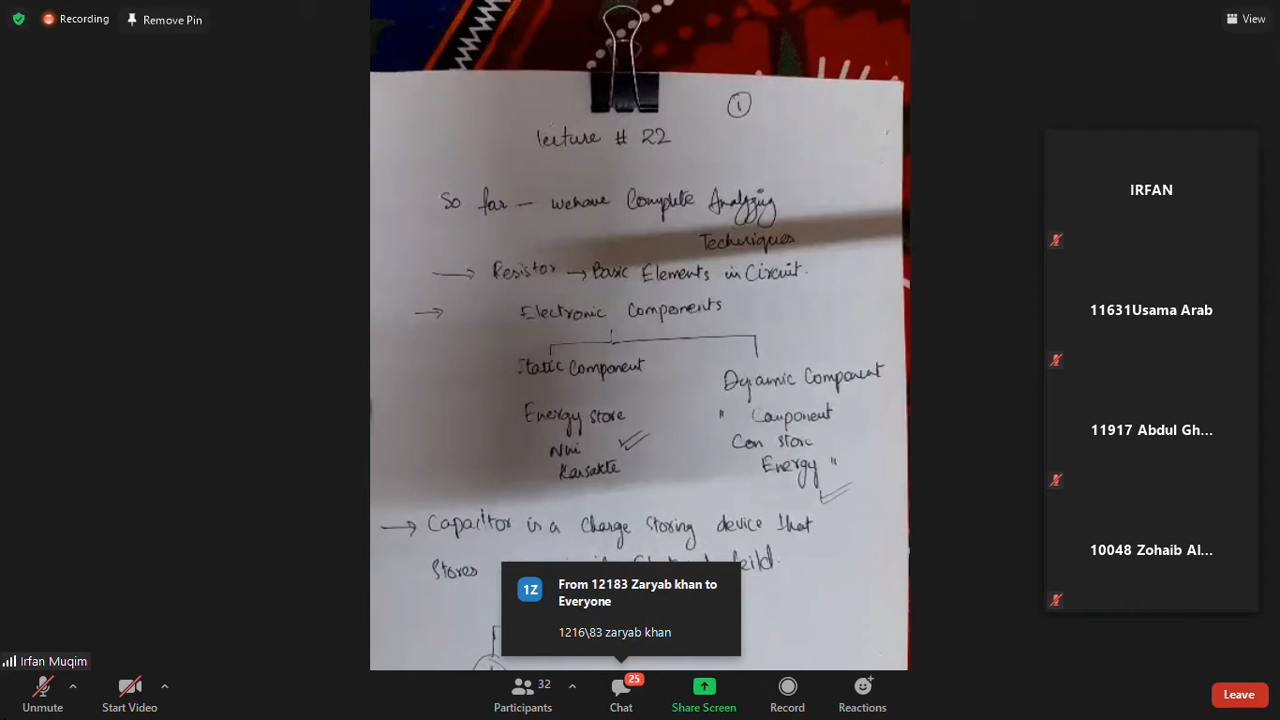 Recording
Remove Pin
View
1
lecture # 22
So far — we have Complete Analyzing
Techniques
→ Resistor → Basic Elements in Circuit.
→ Electronic Components
Static Component
Dynamic Component
Energy store
Nhi
Karsakte
" Component
Can store
Energy "
→ Capacitor is a Charge Storing device that
Stores feild.
IRFAN
11631Usama Arab
11917 Abdul Gh...
10048 Zohaib Al...
1Z
From 12183 Zaryab khan to
Everyone
1216\83 zaryab khan
Irfan Muqim
Unmute
Start Video
32
Participants
25
Chat
Share Screen
Record
Reactions
Leave